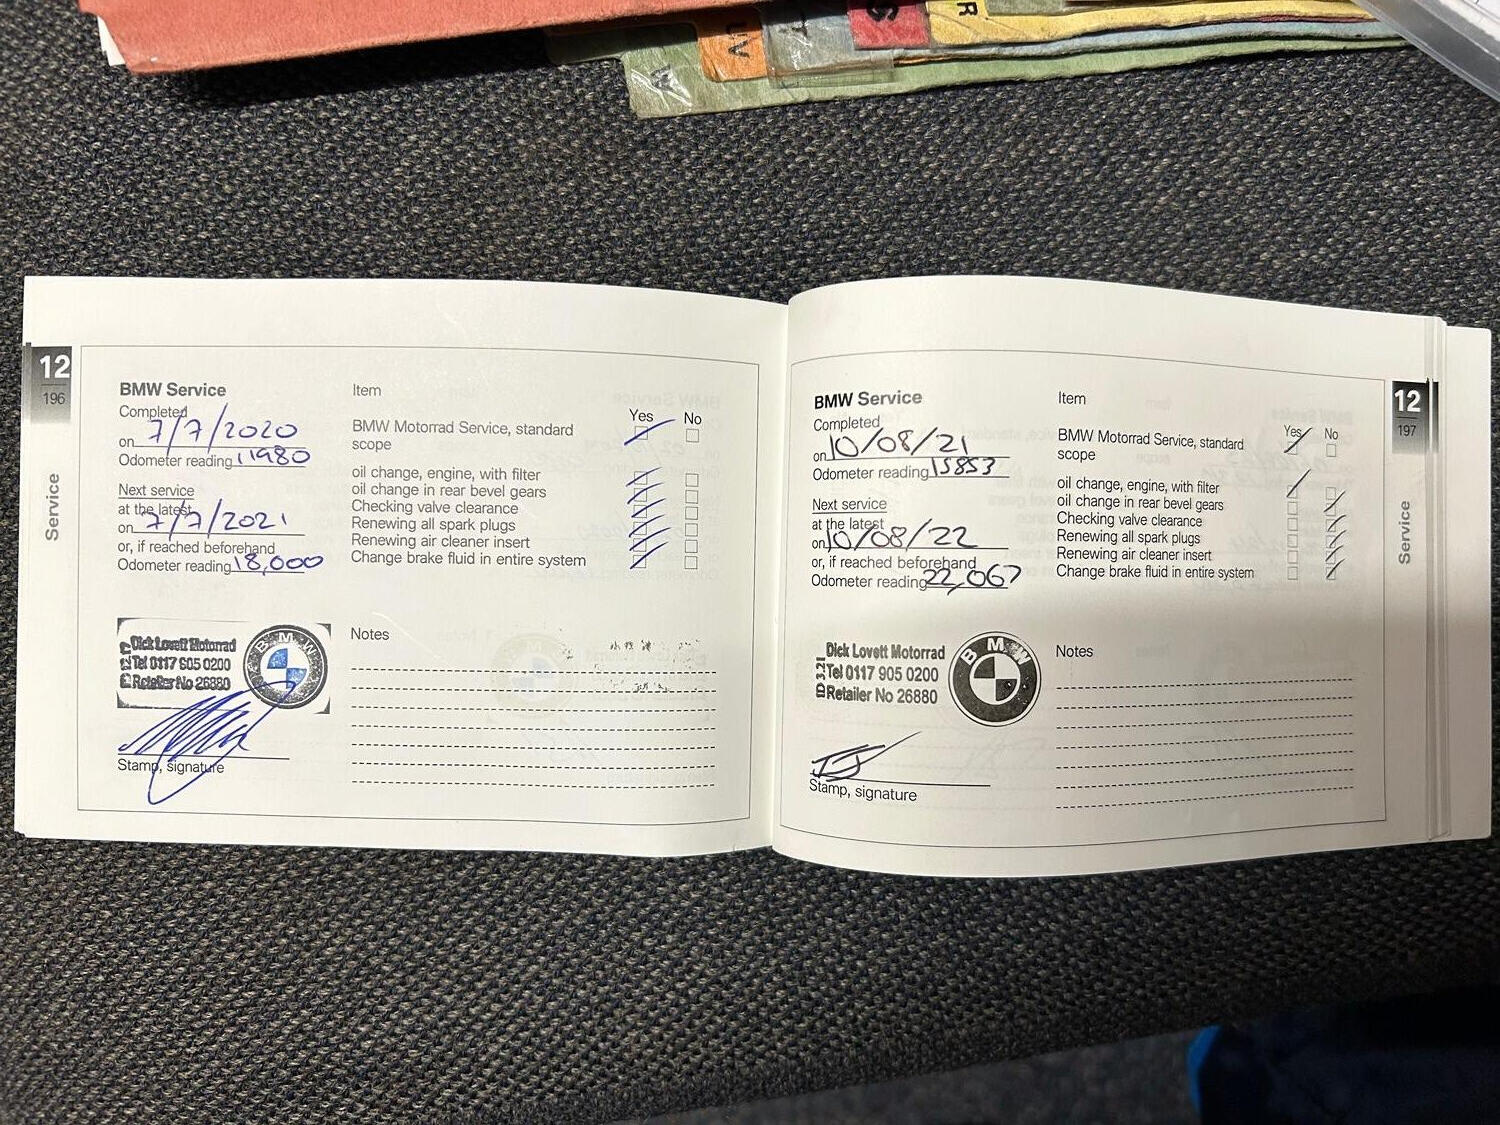 W
UV
T
S
R
12
196
Service
BMW Service
Completed
on 7/7/2020
Odometer reading 11980
Next service
at the latest
on 7/7/2021
or, if reached beforehand
Odometer reading 18,000
Dick Lovett Motorrad
Tel 0117 905 0200
Retailer No 26880
BMW
Stamp, signature
Item
Yes No
BMW Motorrad Service, standard
scope
oil change, engine, with filter
oil change in rear bevel gears
Checking valve clearance
Renewing all spark plugs
Renewing air cleaner insert
Change brake fluid in entire system
Notes
BMW Service
Completed
on 10/08/21
Odometer reading 15853
Next service
at the latest
on 10/08/22
or, if reached beforehand
Odometer reading 22,067
ID 321
Dick Lovett Motorrad
Tel 0117 905 0200
Retailer No 26880
BMW
Stamp, signature
Item
Yes No
BMW Motorrad Service, standard
scope
oil change, engine, with filter
oil change in rear bevel gears
Checking valve clearance
Renewing all spark plugs
Renewing air cleaner insert
Change brake fluid in entire system
Notes
12
197
Service